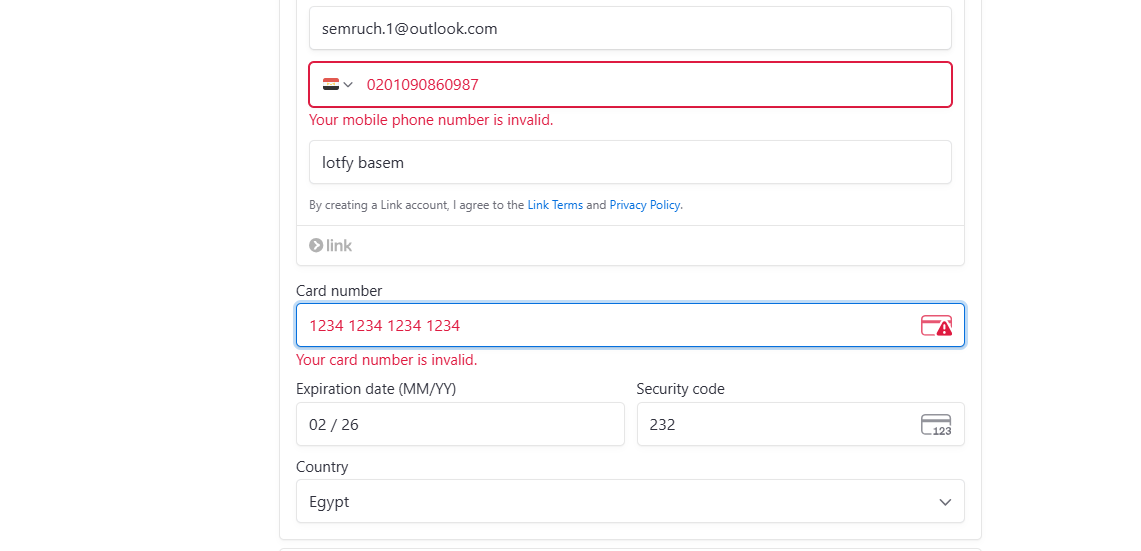 semruch.1@outlook.com
0201090860987
Your mobile phone number is invalid.
lotfy basem
By creating a Link account, I agree to the Link Terms and Privacy Policy.
link
Card number
1234 1234 1234 1234
Your card number is invalid.
Expiration date (MM/YY) Security code
02 / 26 232 123
Country
Egypt